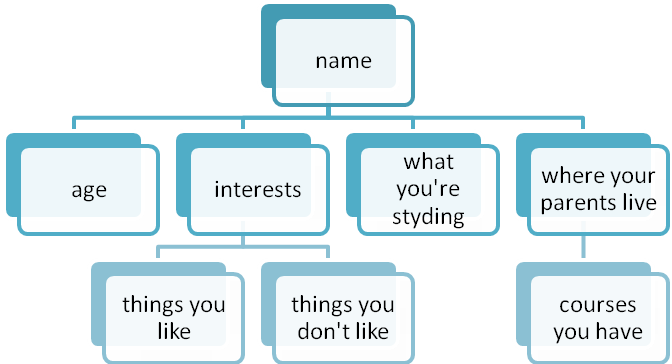 name
age
interests
what
you're
styding
where your
parents live
things you
like
things you
don't like
courses
you have